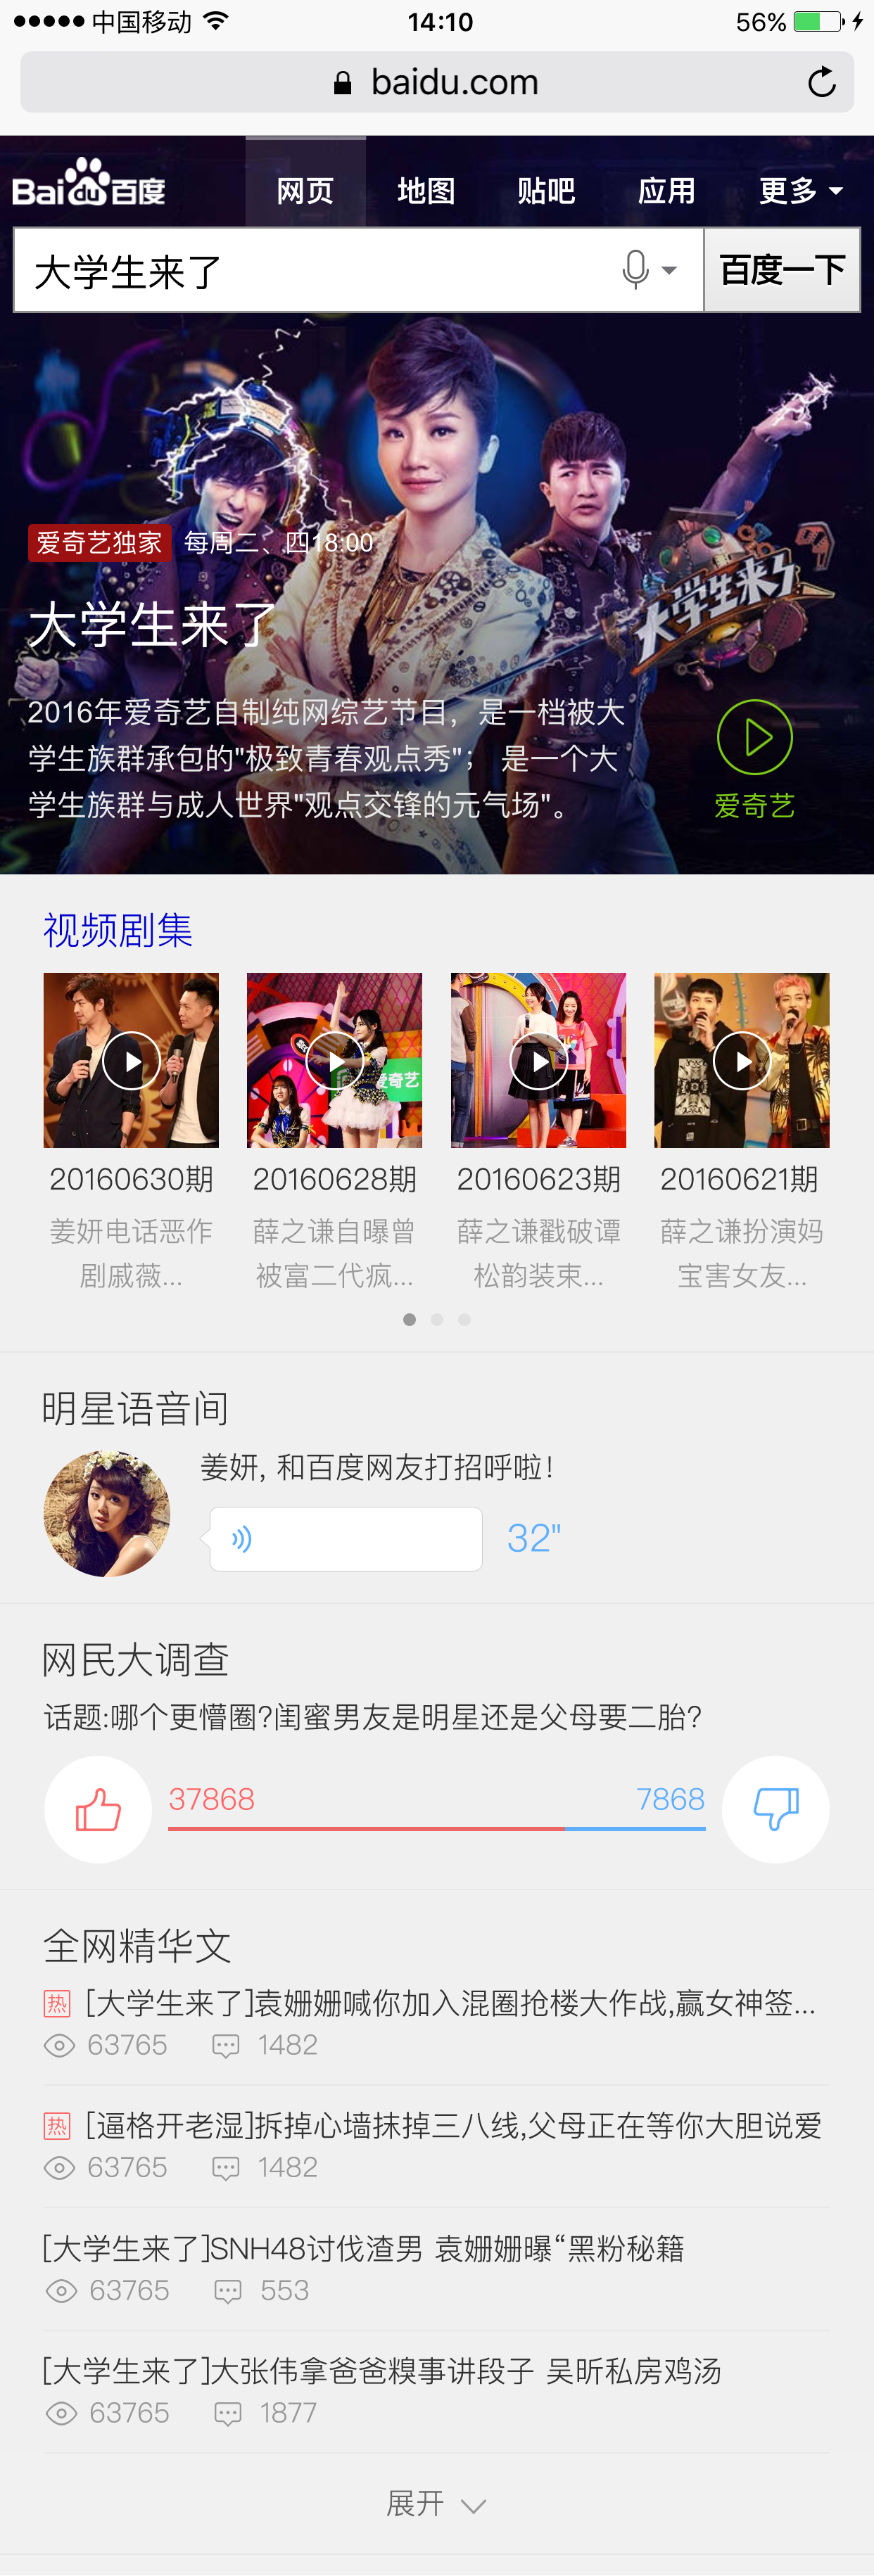 中国移动 14:10 56%
baidu.com
Bai du 百度 网页 地图 贴吧 应用 更多
大学生来了 百度一下
爱奇艺独家 每周二、四18:00
大学生来了
大学生来了
2016年爱奇艺自制纯网综艺节目，是一档被大
学生族群承包的"极致青春观点秀"； 是一个大
学生族群与成人世界"观点交锋的元气场"。
爱奇艺
视频剧集
爱奇艺
20160630期 20160628期 20160623期 20160621期
姜妍电话恶作 薛之谦自曝曾 薛之谦戳破谭 薛之谦扮演妈
剧戚薇... 被富二代疯... 松韵装束... 宝害女友...
明星语音间
姜妍, 和百度网友打招呼啦!
32"
网民大调查
话题:哪个更懵圈?闺蜜男友是明星还是父母要二胎?
37868 7868
全网精华文
热 [大学生来了]袁姗姗喊你加入混圈抢楼大作战,赢女神签...
63765 1482
热 [逼格开老湿]拆掉心墙抹掉三八线,父母正在等你大胆说爱
63765 1482
[大学生来了]SNH48讨伐渣男 袁姗姗曝“黑粉秘籍
63765 553
[大学生来了]大张伟拿爸爸糗事讲段子 吴昕私房鸡汤
63765 1877
展开